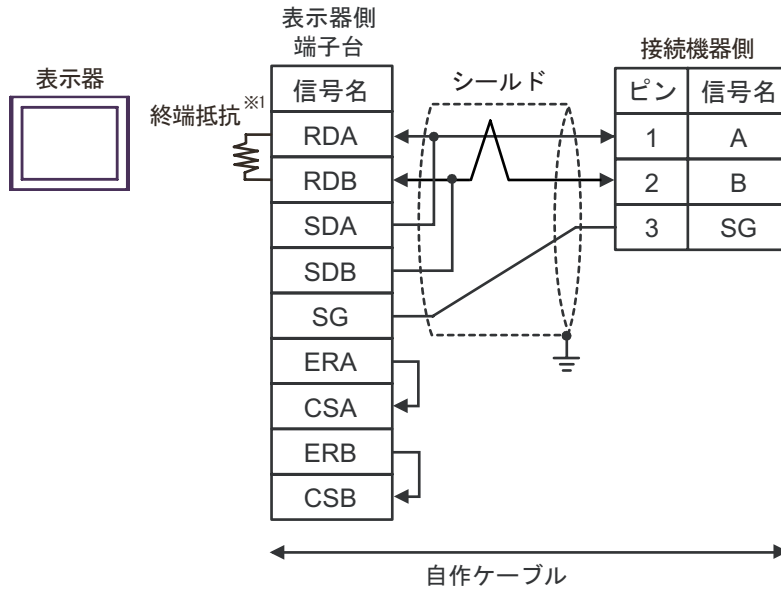 表示器
終端抵抗※1
表示器側
端子台
信号名
RDA
RDB
SDA
SDB
SG
ERA
CSA
ERB
CSB
シールド
接続機器側
ピン 信号名
1 A
2 B
3 SG
自作ケーブル